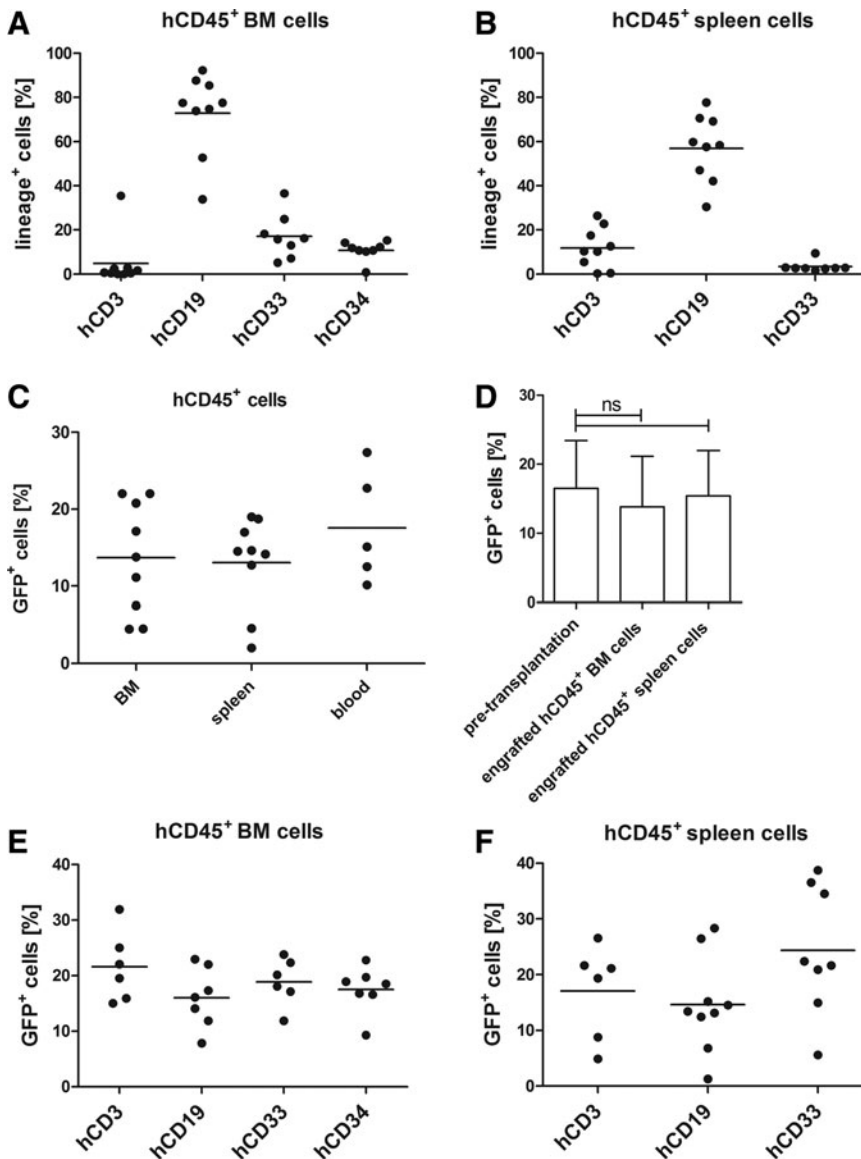 A
hCD45⁺ BM cells
lineage⁺ cells [%]
100
80
60
40
20
0
hCD3
hCD19
hCD33
hCD34
B
hCD45⁺ spleen cells
lineage⁺ cells [%]
100
80
60
40
20
0
hCD3
hCD19
hCD33
C
hCD45⁺ cells
GFP⁺ cells [%]
30
20
10
0
BM
spleen
blood
D
ns
GFP⁺ cells [%]
30
20
10
0
pre-transplantation
engrafted hCD45⁺ BM cells
engrafted hCD45⁺ spleen cells
E
hCD45⁺ BM cells
GFP⁺ cells [%]
40
30
20
10
0
hCD3
hCD19
hCD33
hCD34
F
hCD45⁺ spleen cells
GFP⁺ cells [%]
40
30
20
10
0
hCD3
hCD19
hCD33